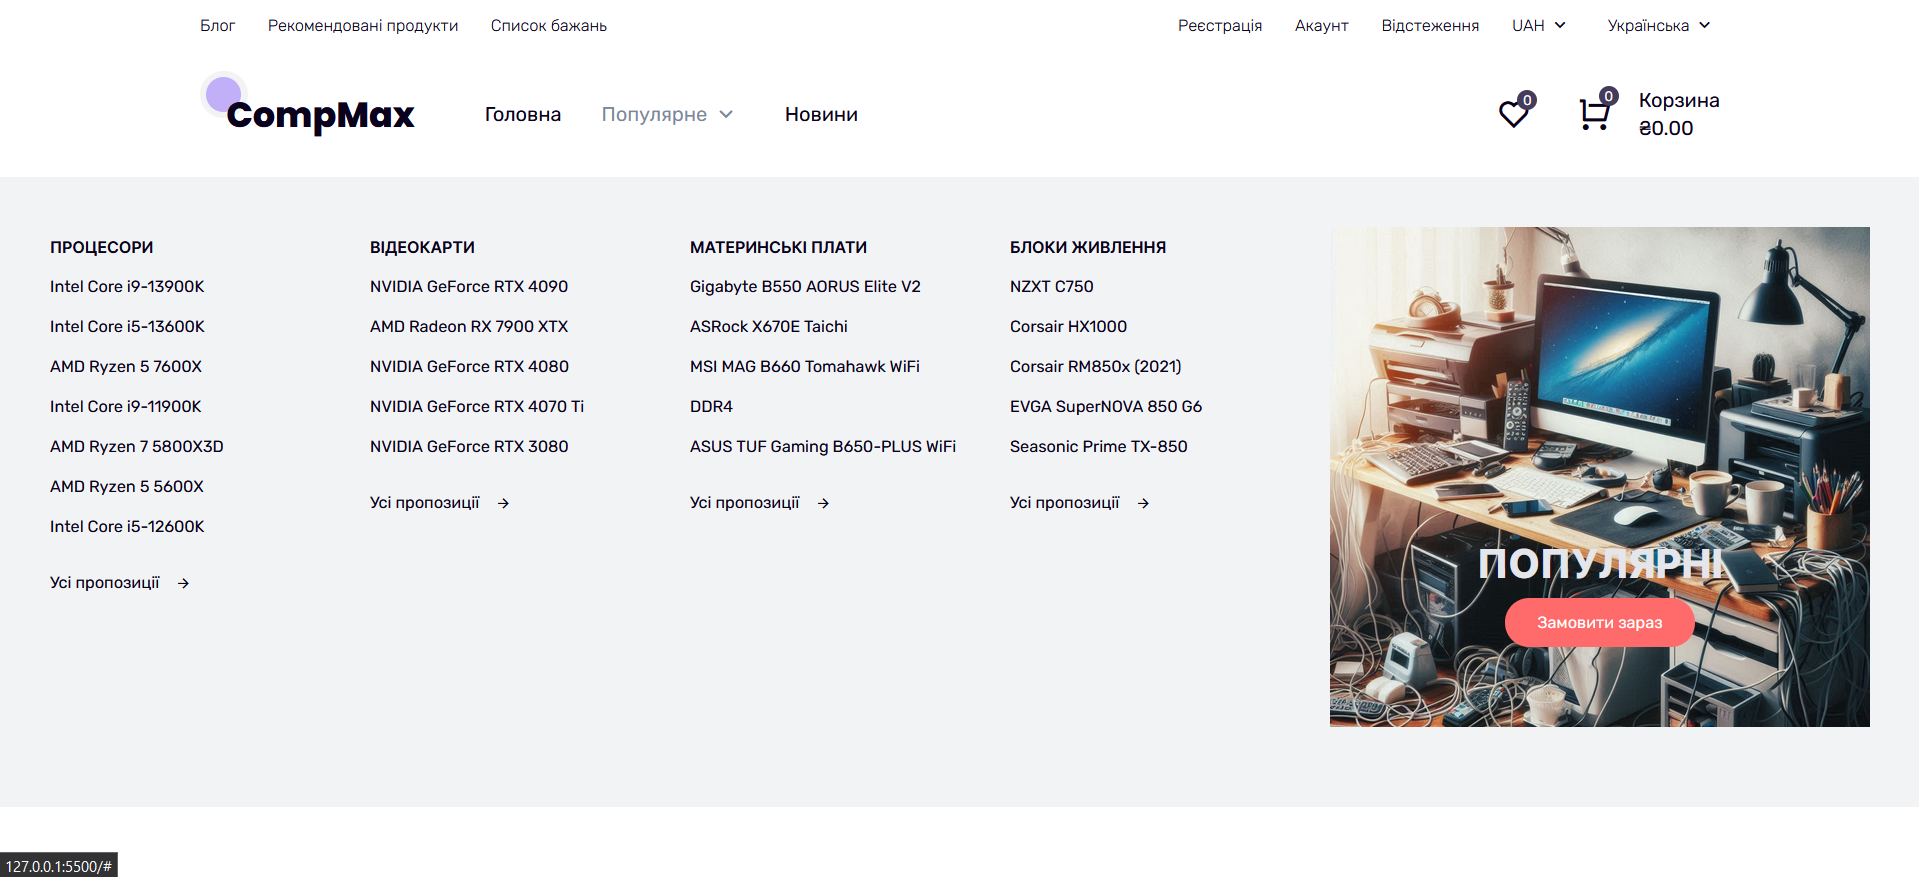 Блог Рекомендовані продукти Список бажань Реєстрація Акаунт Відстеження UAH Українська
CompMax Головна Популярне Новини 0 0 Корзина
₴0.00
ПРОЦЕСОРИ
Intel Core i9-13900K
Intel Core i5-13600K
AMD Ryzen 5 7600X
Intel Core i9-11900K
AMD Ryzen 7 5800X3D
AMD Ryzen 5 5600X
Intel Core i5-12600K
Усі пропозиції →
ВІДЕОКАРТИ
NVIDIA GeForce RTX 4090
AMD Radeon RX 7900 XTX
NVIDIA GeForce RTX 4080
NVIDIA GeForce RTX 4070 Ti
NVIDIA GeForce RTX 3080
Усі пропозиції →
МАТЕРИНСЬКІ ПЛАТИ
Gigabyte B550 AORUS Elite V2
ASRock X670E Taichi
MSI MAG B660 Tomahawk WiFi
DDR4
ASUS TUF Gaming B650-PLUS WiFi
Усі пропозиції →
БЛОКИ ЖИВЛЕННЯ
NZXT C750
Corsair HX1000
Corsair RM850x (2021)
EVGA SuperNOVA 850 G6
Seasonic Prime TX-850
Усі пропозиції →
ПОПУЛЯРНІ
Замовити зараз
127.0.0.1:5500/#